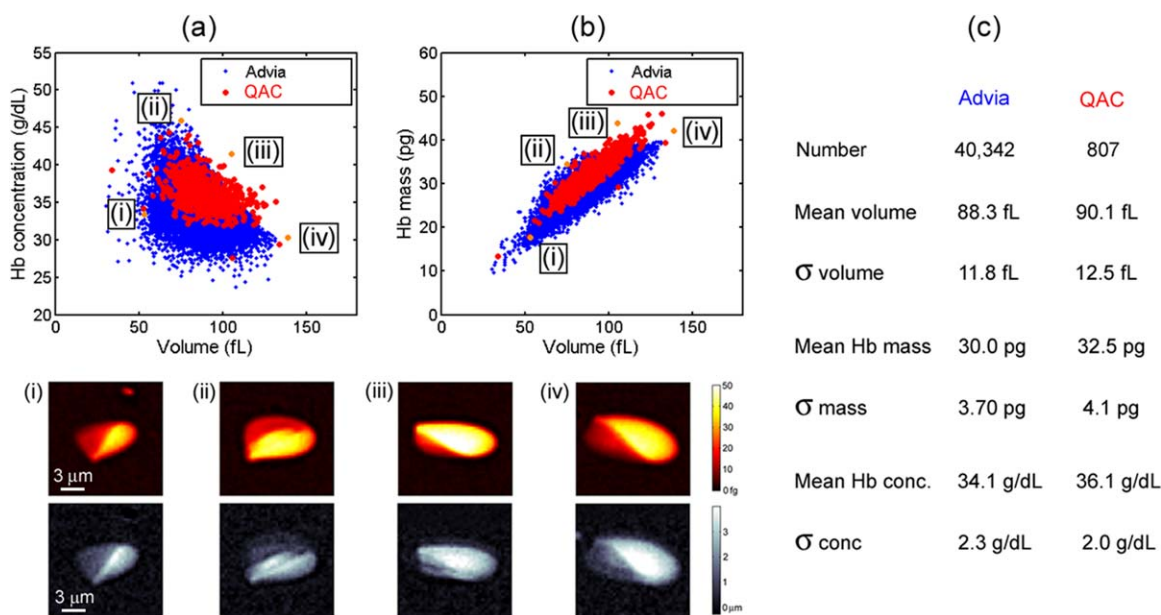 (a)
55
50
45
40
35
30
25
20
Hb concentration (g/dL)
Advia
QAC
(ii)
(iii)
(i)
(iv)
0
50
100
150
Volume (fL)
(b)
60
50
40
30
20
10
0
Hb mass (pg)
Advia
QAC
(iii)
(iv)
(ii)
(i)
0
50
100
150
Volume (fL)
(c)
Advia QAC
Number 40,342 807
Mean volume 88.3 fL 90.1 fL
σ volume 11.8 fL 12.5 fL
Mean Hb mass 30.0 pg 32.5 pg
σ mass 3.70 pg 4.1 pg
Mean Hb conc. 34.1 g/dL 36.1 g/dL
σ conc 2.3 g/dL 2.0 g/dL
(i)
(ii)
(iii)
(iv)
3 μm
50
40
30
20
10
0 fg
3 μm
3
2
1
0 μm